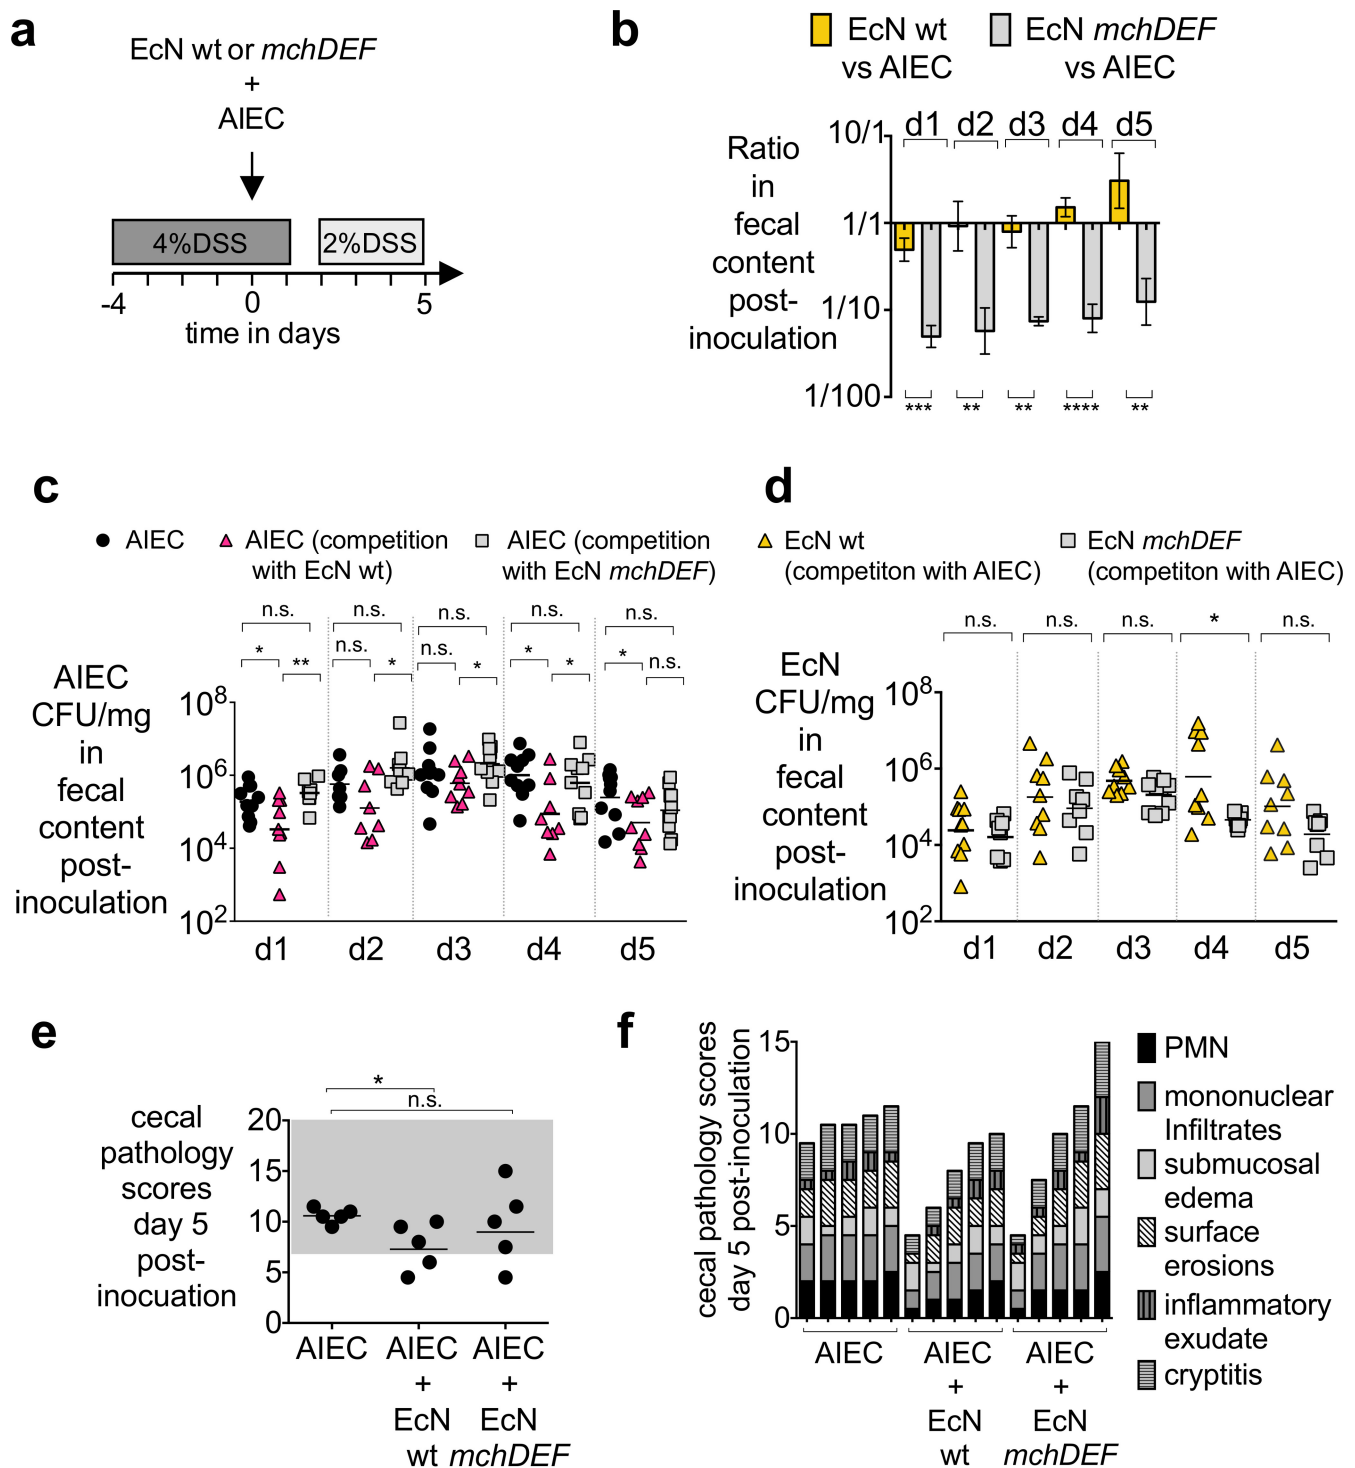 a
EcN wt or mchDEF
+
AIEC
4%DSS
2%DSS
-4
0
5
time in days
b
EcN wt
vs AIEC
EcN mchDEF
vs AIEC
Ratio
in
fecal
content
post-
inoculation
10/1
1/1
1/10
1/100
d1 d2 d3 d4 d5
*** ** ** **** **
c
AIEC
AIEC (competition
with EcN wt)
AIEC (competition
with EcN mchDEF)
n.s. n.s. n.s. n.s. n.s.
* ** n.s. * n.s. * * * * n.s.
AIEC
CFU/mg
in
fecal
content
post-
inoculation
10^8
10^6
10^4
10^2
d1 d2 d3 d4 d5
d
EcN wt
(competiton with AIEC)
EcN mchDEF
(competiton with AIEC)
n.s. n.s. n.s. * n.s.
EcN
CFU/mg
in
fecal
content
post-
inoculation
10^8
10^6
10^4
10^2
d1 d2 d3 d4 d5
e
*
n.s.
cecal
pathology
scores
day 5
post-
inocuation
20
15
10
5
0
AIEC
AIEC
+
EcN
wt
AIEC
+
EcN
mchDEF
f
cecal pathology scores
day 5 post-inoculation
15
10
5
0
AIEC
AIEC
+
EcN
wt
AIEC
+
EcN
mchDEF
PMN
mononuclear
Infiltrates
submucosal
edema
surface
erosions
inflammatory
exudate
cryptitis